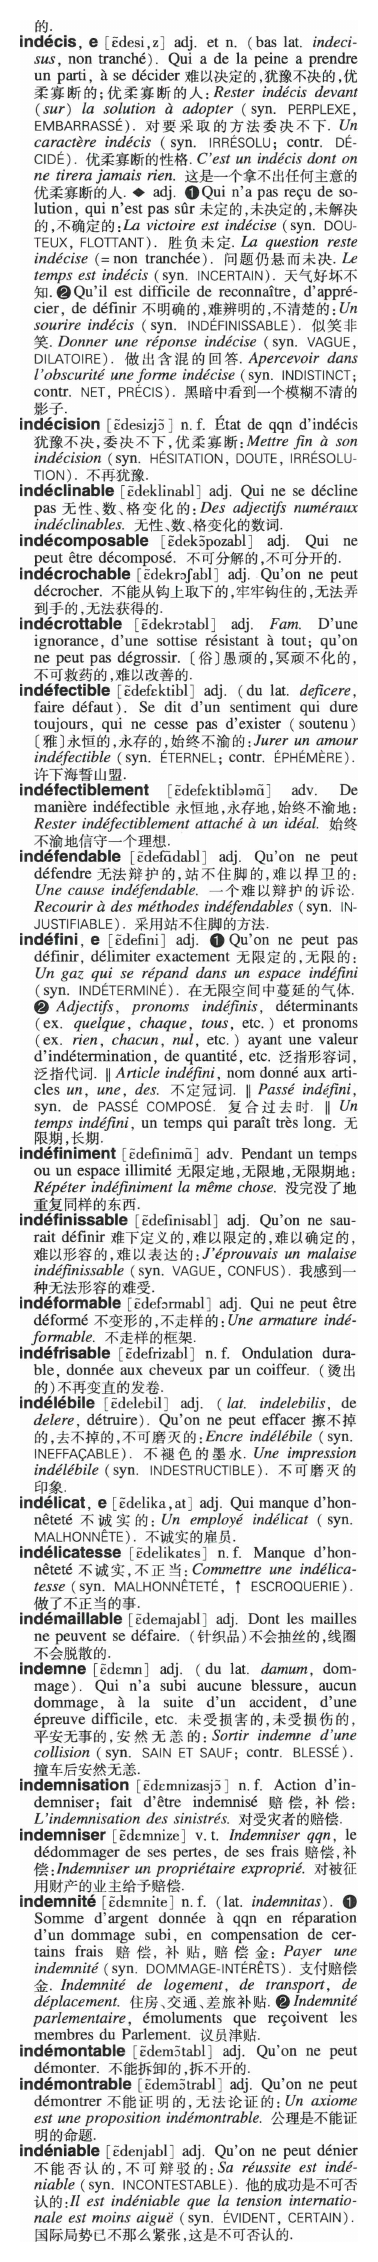 的.
indécis, e [ɛ̃desi,z] adj. et n. (bas lat. indeci-
sus, non tranché). Qui a de la peine a prendre
un parti, à se décider 难以决定的,犹豫不决的,优
柔寡断的;优柔寡断的人: Rester indécis devant
(sur) la solution à adopter (syn. PERPLEXE,
EMBARRASSÉ). 对要采取的方法委决不下. Un
caractère indécis (syn. IRRÉSOLU; contr. DÉ-
CIDÉ). 优柔寡断的性格. C'est un indécis dont on
ne tirera jamais rien. 这是一个拿不出任何主意的
优柔寡断的人. ◆ adj. ❶Qui n'a pas reçu de so-
lution, qui n'est pas sûr 未定的,未决定的,未解决
的,不确定的: La victoire est indécise (syn. DOU-
TEUX, FLOTTANT). 胜负未定. La question reste
indécise (= non tranchée). 问题仍悬而未决. Le
temps est indécis (syn. INCERTAIN). 天气好坏不
知. ❷Qu'il est difficile de reconnaître, d'appré-
cier, de définir 不明确的,难辨明的,不清楚的: Un
sourire indécis (syn. INDÉFINISSABLE). 似笑非
笑. Donner une réponse indécise (syn. VAGUE,
DILATOIRE). 做出含混的回答. Apercevoir dans
l'obscurité une forme indécise (syn. INDISTINCT;
contr. NET, PRÉCIS). 黑暗中看到一个模糊不清的
影子.
indécision [ɛ̃desizjɔ̃] n. f. État de qqn d'indécis
犹豫不决,委决不下,优柔寡断: Mettre fin à son
indécision (syn. HÉSITATION, DOUTE, IRRÉSOLU-
TION). 不再犹豫.
indéclinable [ɛ̃deklinabl] adj. Qui ne se décline
pas 无性、数、格变化的: Des adjectifs numéraux
indéclinables. 无性、数、格变化的数词.
indécomposable [ɛ̃dekɔ̃pozabl] adj. Qui ne
peut être décomposé. 不可分解的,不可分开的.
indécrochable [ɛ̃dekrɔʃabl] adj. Qu'on ne peut
décrocher. 不能从钩上取下的,牢牢钩住的,无法弄
到手的,无法获得的.
indécrottable [ɛ̃dekrɔtabl] adj. Fam. D'une
ignorance, d'une sottise résistant à tout; qu'on
ne peut pas dégrossir. 〔俗〕愚顽的,冥顽不化的,
不可救药的,难以改善的.
indéfectible [ɛ̃defɛktibl] adj. (du lat. deficere,
faire défaut). Se dit d'un sentiment qui dure
toujours, qui ne cesse pas d'exister (soutenu)
〔雅〕永恒的,永存的,始终不渝的: Jurer un amour
indéfectible (syn. ÉTERNEL; contr. ÉPHÉMÈRE).
许下海誓山盟.
indéfectiblement [ɛ̃defɛktibləmɑ̃] adv. De
manière indéfectible 永恒地,永存地,始终不渝地:
Rester indéfectiblement attaché à un idéal. 始终
不渝地信守一个理想.
indéfendable [ɛ̃defɑ̃dabl] adj. Qu'on ne peut
défendre 无法辩护的,站不住脚的,难以捍卫的:
Une cause indéfendable. 一个难以辩护的诉讼.
Recourir à des méthodes indéfendables (syn. IN-
JUSTIFIABLE). 采用站不住脚的方法.
indéfini, e [ɛ̃defini] adj. ❶ Qu'on ne peut pas
définir, délimiter exactement 无限定的,无限的:
Un gaz qui se répand dans un espace indéfini
(syn. INDÉTERMINÉ). 在无限空间中蔓延的气体.
❷ Adjectifs, pronoms indéfinis, déterminants
(ex. quelque, chaque, tous, etc.) et pronoms
(ex. rien, chacun, nul, etc.) ayant une valeur
d'indétermination, de quantité, etc. 泛指形容词,
泛指代词. ‖ Article indéfini, nom donné aux arti-
cles un, une, des. 不定冠词. ‖ Passé indéfini,
syn. de PASSÉ COMPOSÉ. 复合过去时. ‖ Un
temps indéfini, un temps qui paraît très long. 无
限期,长期.
indéfiniment [ɛ̃definimɑ̃] adv. Pendant un temps
ou un espace illimité 无限定地,无限地,无限期地:
Répéter indéfiniment la même chose. 没完没了地
重复同样的东西.
indéfinissable [ɛ̃definisabl] adj. Qu'on ne sau-
rait définir 难下定义的,难以限定的,难以确定的,
难以形容的,难以表达的: J'éprouvais un malaise
indéfinissable (syn. VAGUE, CONFUS). 我感到一
种无法形容的难受.
indéformable [ɛ̃defɔrmabl] adj. Qui ne peut être
déformé 不变形的,不走样的: Une armature indé-
formable. 不走样的框架.
indéfrisable [ɛ̃defrizabl] n. f. Ondulation dura-
ble, donnée aux cheveux par un coiffeur. (烫出
的)不再变直的发卷.
indélébile [ɛ̃delebil] adj. (lat. indelebilis, de
delere, détruire). Qu'on ne peut effacer 擦不掉
的,去不掉的,不可磨灭的: Encre indélébile (syn.
INEFFAÇABLE). 不褪色的墨水. Une impression
indélébile (syn. INDESTRUCTIBLE). 不可磨灭的
印象.
indélicat, e [ɛ̃delika,at] adj. Qui manque d'hon-
nêteté 不诚实的: Un employé indélicat (syn.
MALHONNÊTE). 不诚实的雇员.
indélicatesse [ɛ̃delikatɛs] n. f. Manque d'hon-
nêteté 不诚实,不正当: Commettre une indélica-
tesse (syn. MALHONNÊTETÉ, ↑ ESCROQUERIE).
做了不正当的事.
indémaillable [ɛ̃demajabl] adj. Dont les mailles
ne peuvent se défaire. (针织品)不会抽丝的,线圈
不会脱散的.
indemne [ɛ̃dɛmn] adj. (du lat. damum, dom-
mage). Qui n'a subi aucune blessure, aucun
dommage, à la suite d'un accident, d'une
épreuve difficile, etc. 未受损害的,未受损伤的,
平安无事的,安然无恙的: Sortir indemne d'une
collision (syn. SAIN ET SAUF; contr. BLESSÉ).
撞车后安然无恙.
indemnisation [ɛ̃dɛmnizasjɔ̃] n. f. Action d'in-
demniser; fait d'être indemnisé 赔偿,补偿:
L'indemnisation des sinistrés. 对受灾者的赔偿.
indemniser [ɛ̃dɛmnize] v. t. Indemniser qqn, le
dédommager de ses pertes, de ses frais 赔偿,补
偿: Indemniser un propriétaire exproprié. 对被征
用财产的业主给予赔偿.
indemnité [ɛ̃dɛmnite] n. f. (lat. indemnitas). ❶
Somme d'argent donnée à qqn en réparation
d'un dommage subi, en compensation de cer-
tains frais 赔偿,补贴,赔偿金: Payer une
indemnité (syn. DOMMAGE-INTÉRÊTS). 支付赔偿
金. Indemnité de logement, de transport, de
déplacement. 住房、交通、差旅补贴. ❷ Indemnité
parlementaire, émoluments que reçoivent les
membres du Parlement. 议员津贴.
indémontable [ɛ̃demɔ̃tabl] adj. Qu'on ne peut
démonter. 不能拆卸的,拆不开的.
indémontrable [ɛ̃demɔ̃trabl] adj. Qu'on ne peut
démontrer 不能证明的,无法论证的: Un axiome
est une proposition indémontrable. 公理是不能证
明的命题.
indéniable [ɛ̃denjabl] adj. Qu'on ne peut dénier
不能否认的,不可辩驳的: Sa réussite est indé-
niable (syn. INCONTESTABLE). 他的成功是不可否
认的: Il est indéniable que la tension internatio-
nale est moins aiguë (syn. ÉVIDENT, CERTAIN).
国际局势已不那么紧张,这是不可否认的.